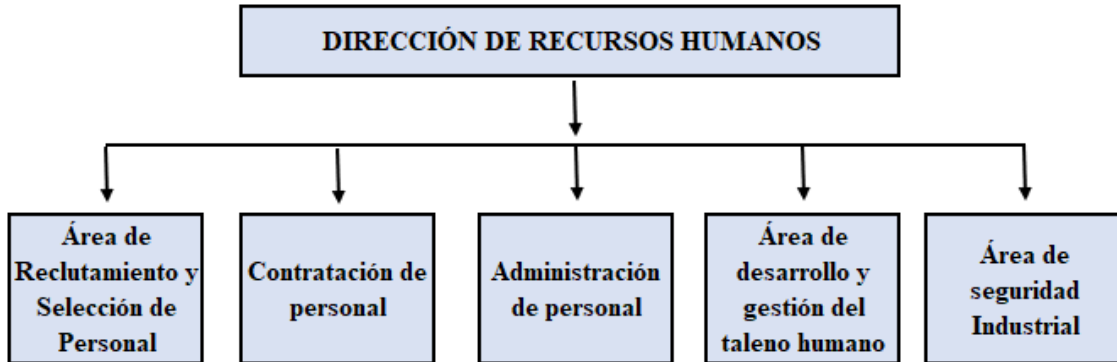 DIRECCIÓN DE RECURSOS HUMANOS
Área de
Reclutamiento y
Selección de
Personal
Contratación de
personal
Administración
de personal
Área de
desarrollo y
gestión del
taleno humano
Área de
seguridad
Industrial